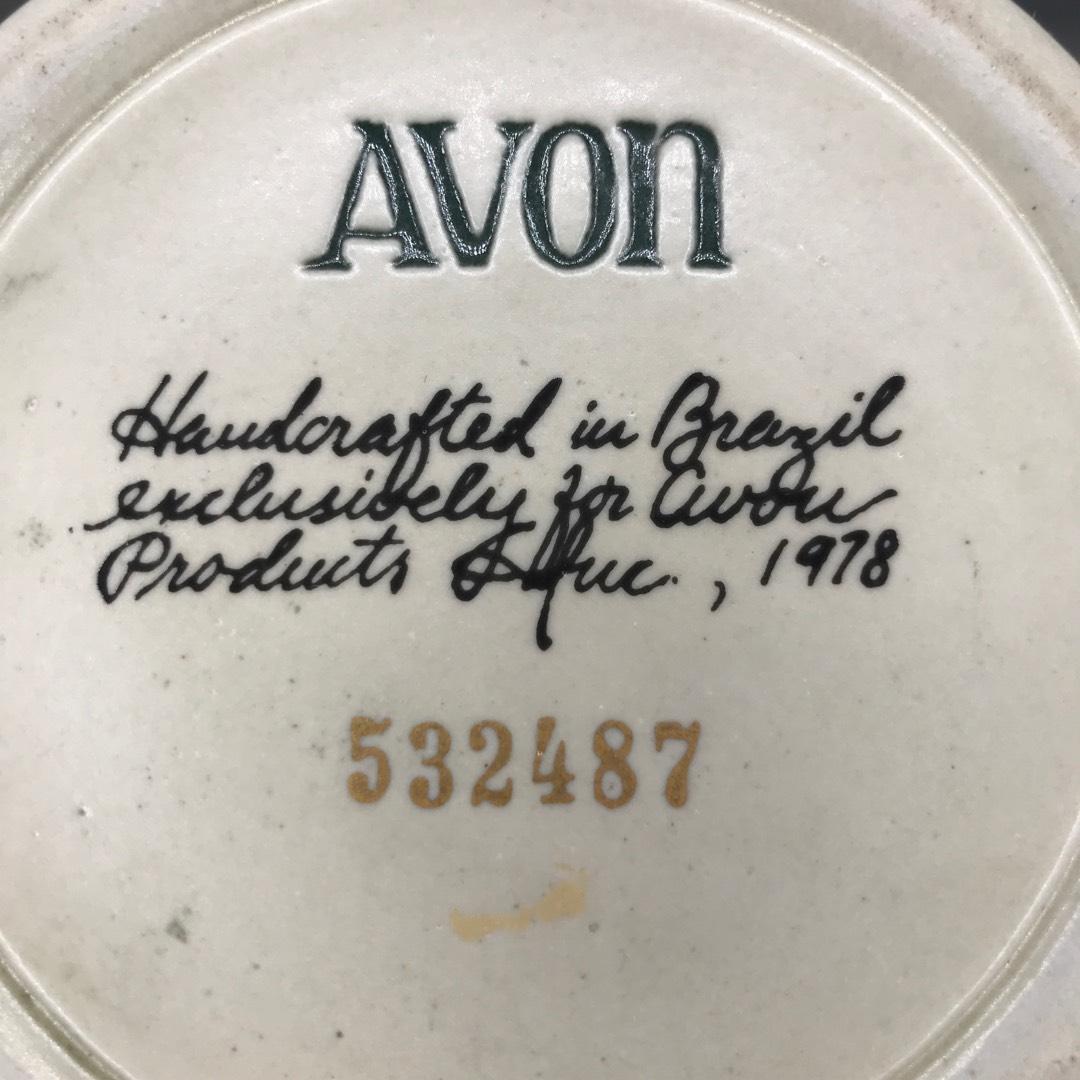 AVON
Handcrafted in Brazil
exclusively for Avon
Products Inc., 1978
532487